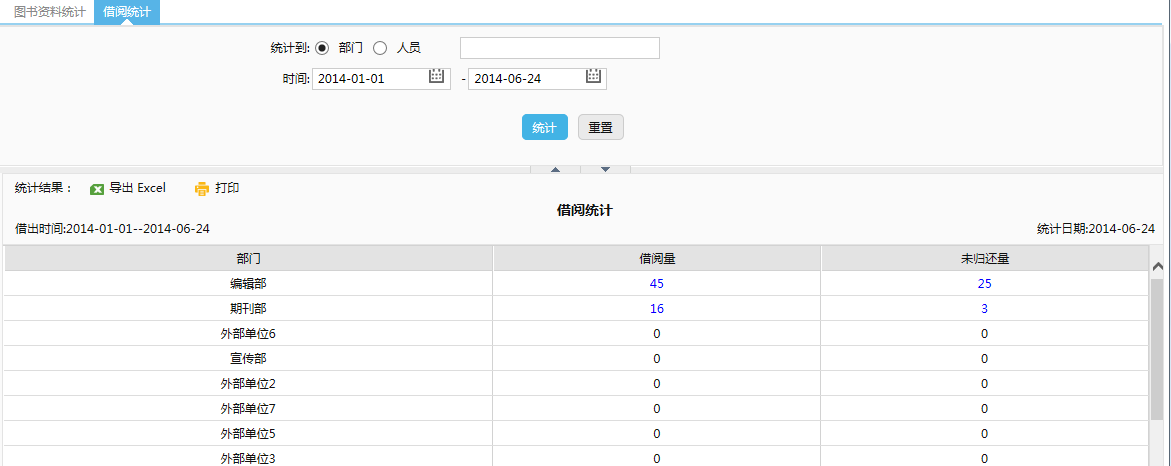 图书资料统计 借阅统计
统计到: 部门 人员
时间: 2014-01-01 - 2014-06-24
统计 重置
统计结果： 导出 Excel 打印
借阅统计
借出时间:2014-01-01--2014-06-24 统计日期:2014-06-24
部门 借阅量 未归还量
编辑部 45 25
期刊部 16 3
外部单位6 0 0
宣传部 0 0
外部单位2 0 0
外部单位7 0 0
外部单位5 0 0
外部单位3 0 0